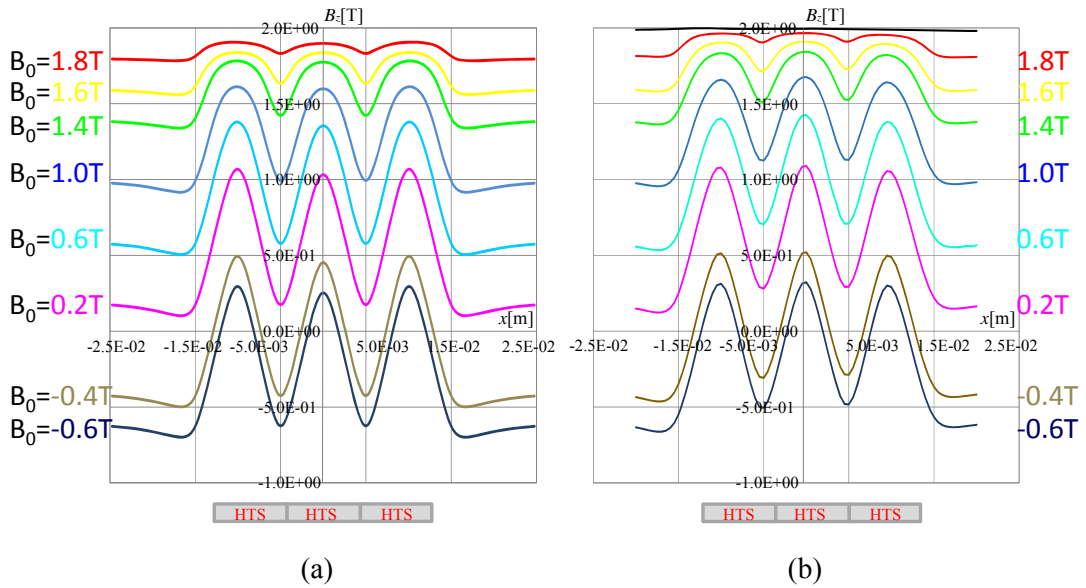 Bz[T]
2.0E+00
B0=1.8T
B0=1.6T
1.5E+00
B0=1.4T
B0=1.0T
1.0E+00
B0=0.6T
5.0E-01
B0=0.2T
0.0E+00
x[m]
-2.5E-02 -1.5E-02 -5.0E-03 5.0E-03 1.5E-02 2.5E-02
B0=-0.4T
-5.0E-01
B0=-0.6T
-1.0E+00
HTS HTS HTS
(a)
Bz[T]
2.0E+00
1.8T
1.6T
1.5E+00
1.4T
1.0T
1.0E+00
0.6T
5.0E-01
0.2T
0.0E+00
x[m]
-2.5E-02 -1.5E-02 -5.0E-03 5.0E-03 1.5E-02 2.5E-02
-0.4T
-5.0E-01
-0.6T
-1.0E+00
HTS HTS HTS
(b)